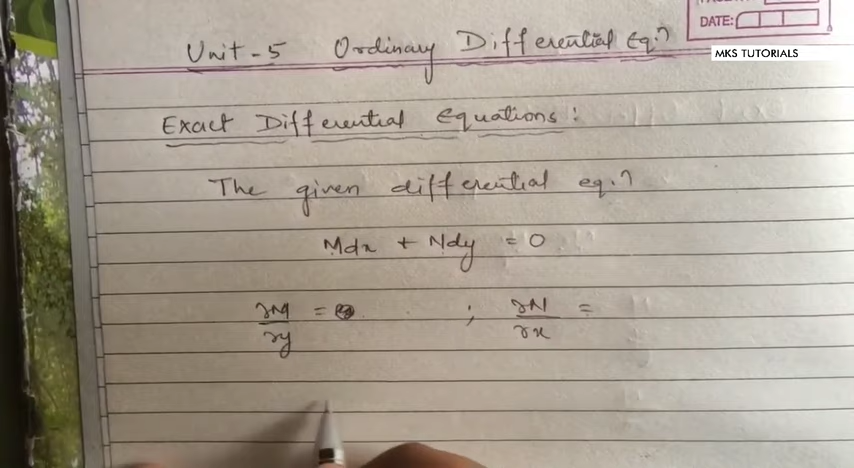 DATE:
MKS TUTORIALS
Unit-5 Ordinary Differential Eq.n
Exact Differential Equations:
The given differential eq.n
Mdx + Ndy = 0
∂M/∂y = ; ∂N/∂x =